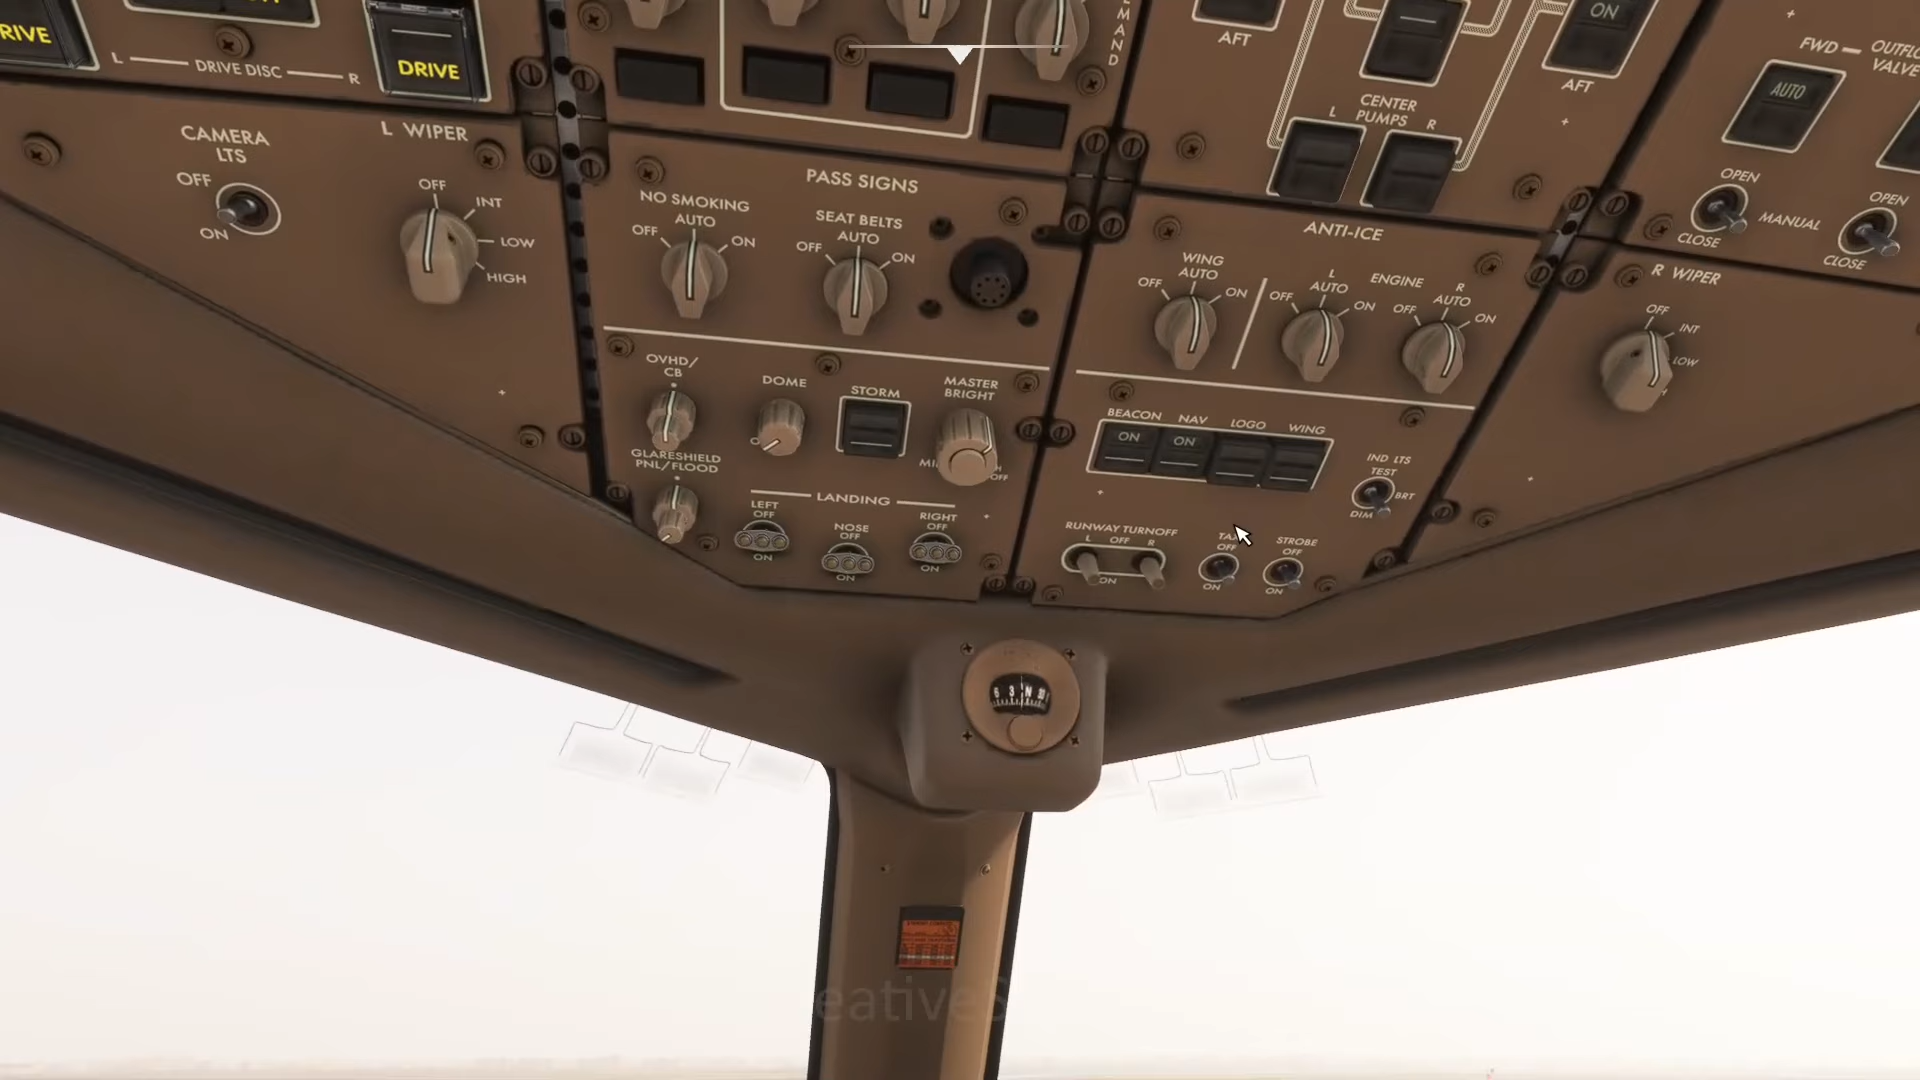 DRIVE
L DRIVE DISC R
CAMERA
LTS
OFF
ON
L WIPER
OFF
INT
LOW
HIGH
PASS SIGNS
NO SMOKING
AUTO
OFF
ON
SEAT BELTS
AUTO
OFF
ON
OVHD/
CB
DOME
STORM
MASTER
BRIGHT
OFF
GLARESHIELD
PNL/FLOOD
LANDING
LEFT
OFF
ON
NOSE
OFF
ON
RIGHT
OFF
ON
AFT
CENTER
PUMPS
L R
ON
AFT
ANTI-ICE
WING
AUTO
OFF
ON
ENGINE
L
AUTO
OFF
ON
R
AUTO
OFF
ON
BEACON NAV LOGO WING
ON ON
IND LTS
TEST
BRT
DIM
RUNWAY TURNOFF
L OFF R
ON
OFF
ON
STROBE
OFF
ON
FWD
AUTO
OPEN
CLOSE
MANUAL
OPEN
CLOSE
R WIPER
OFF
INT
LOW
6 3 N